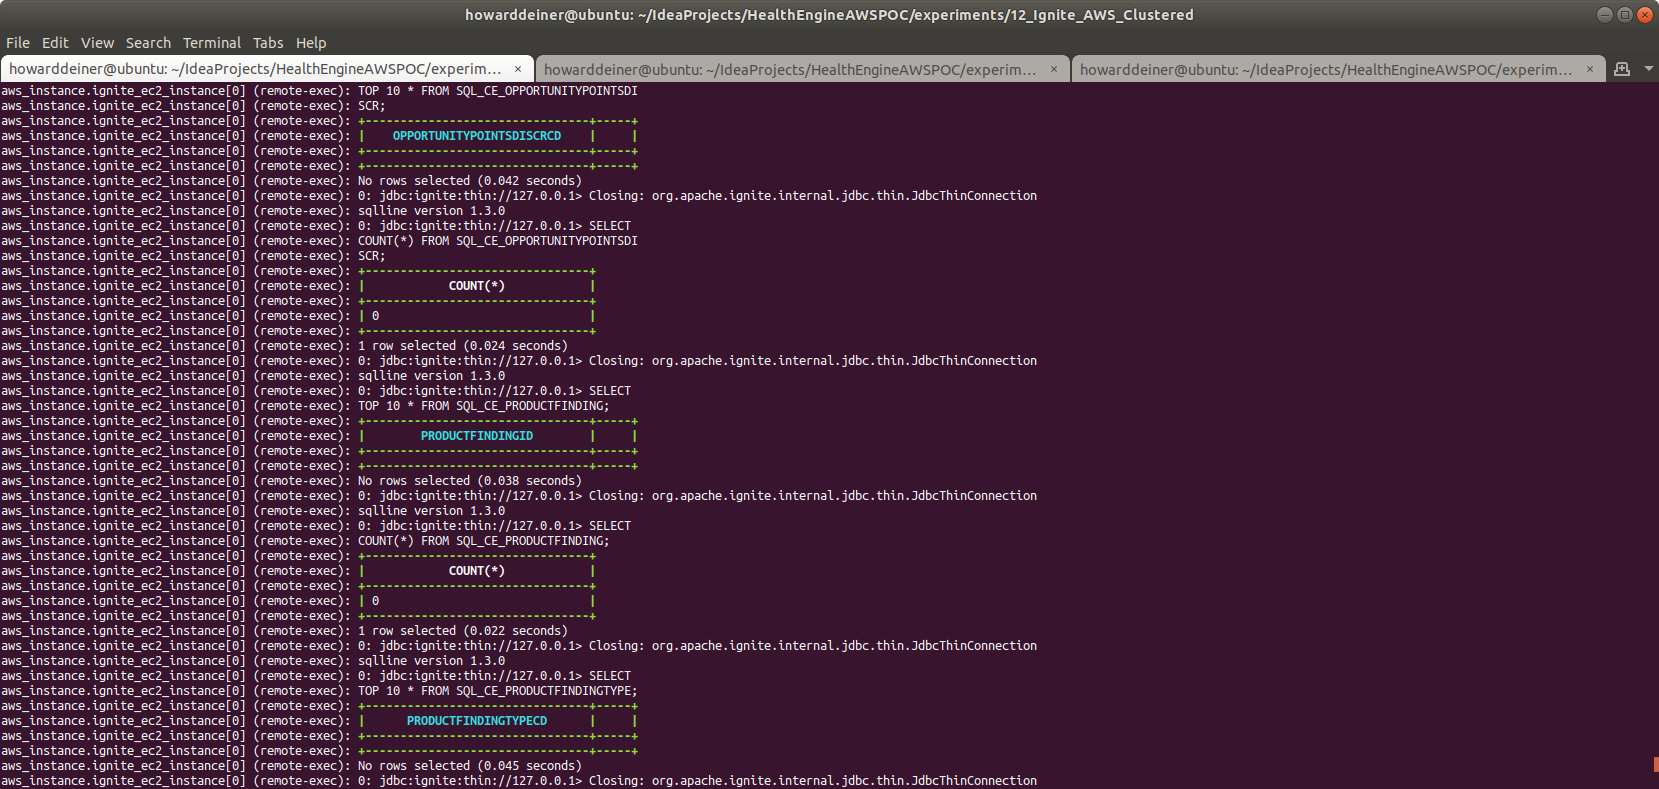 howarddeiner@ubuntu: ~/IdeaProjects/HealthEngineAWSPOC/experiments/12_Ignite_AWS_Clustered
File Edit View Search Terminal Tabs Help
howarddeiner@ubuntu: ~/IdeaProjects/HealthEngineAWSPOC/experim... × howarddeiner@ubuntu: ~/IdeaProjects/HealthEngineAWSPOC/experim... × howarddeiner@ubuntu: ~/IdeaProjects/HealthEngineAWSPOC/experim... ×
aws_instance.ignite_ec2_instance[0] (remote-exec): TOP 10 * FROM SQL_CE_OPPORTUNITYPOINTSDI
aws_instance.ignite_ec2_instance[0] (remote-exec): SCR;
aws_instance.ignite_ec2_instance[0] (remote-exec): +--------------------------------+-----+
aws_instance.ignite_ec2_instance[0] (remote-exec): |    OPPORTUNITYPOINTSDISCRCD    |     |
aws_instance.ignite_ec2_instance[0] (remote-exec): +--------------------------------+-----+
aws_instance.ignite_ec2_instance[0] (remote-exec): +--------------------------------+-----+
aws_instance.ignite_ec2_instance[0] (remote-exec): No rows selected (0.042 seconds)
aws_instance.ignite_ec2_instance[0] (remote-exec): 0: jdbc:ignite:thin://127.0.0.1> Closing: org.apache.ignite.internal.jdbc.thin.JdbcThinConnection
aws_instance.ignite_ec2_instance[0] (remote-exec): sqlline version 1.3.0
aws_instance.ignite_ec2_instance[0] (remote-exec): 0: jdbc:ignite:thin://127.0.0.1> SELECT
aws_instance.ignite_ec2_instance[0] (remote-exec): COUNT(*) FROM SQL_CE_OPPORTUNITYPOINTSDI
aws_instance.ignite_ec2_instance[0] (remote-exec): SCR;
aws_instance.ignite_ec2_instance[0] (remote-exec): +--------------------------------+
aws_instance.ignite_ec2_instance[0] (remote-exec): |            COUNT(*)            |
aws_instance.ignite_ec2_instance[0] (remote-exec): +--------------------------------+
aws_instance.ignite_ec2_instance[0] (remote-exec): | 0                              |
aws_instance.ignite_ec2_instance[0] (remote-exec): +--------------------------------+
aws_instance.ignite_ec2_instance[0] (remote-exec): 1 row selected (0.024 seconds)
aws_instance.ignite_ec2_instance[0] (remote-exec): 0: jdbc:ignite:thin://127.0.0.1> Closing: org.apache.ignite.internal.jdbc.thin.JdbcThinConnection
aws_instance.ignite_ec2_instance[0] (remote-exec): sqlline version 1.3.0
aws_instance.ignite_ec2_instance[0] (remote-exec): 0: jdbc:ignite:thin://127.0.0.1> SELECT
aws_instance.ignite_ec2_instance[0] (remote-exec): TOP 10 * FROM SQL_CE_PRODUCTFINDING;
aws_instance.ignite_ec2_instance[0] (remote-exec): +--------------------------------+-----+
aws_instance.ignite_ec2_instance[0] (remote-exec): |        PRODUCTFINDINGID        |     |
aws_instance.ignite_ec2_instance[0] (remote-exec): +--------------------------------+-----+
aws_instance.ignite_ec2_instance[0] (remote-exec): +--------------------------------+-----+
aws_instance.ignite_ec2_instance[0] (remote-exec): No rows selected (0.038 seconds)
aws_instance.ignite_ec2_instance[0] (remote-exec): 0: jdbc:ignite:thin://127.0.0.1> Closing: org.apache.ignite.internal.jdbc.thin.JdbcThinConnection
aws_instance.ignite_ec2_instance[0] (remote-exec): sqlline version 1.3.0
aws_instance.ignite_ec2_instance[0] (remote-exec): 0: jdbc:ignite:thin://127.0.0.1> SELECT
aws_instance.ignite_ec2_instance[0] (remote-exec): COUNT(*) FROM SQL_CE_PRODUCTFINDING;
aws_instance.ignite_ec2_instance[0] (remote-exec): +--------------------------------+
aws_instance.ignite_ec2_instance[0] (remote-exec): |            COUNT(*)            |
aws_instance.ignite_ec2_instance[0] (remote-exec): +--------------------------------+
aws_instance.ignite_ec2_instance[0] (remote-exec): | 0                              |
aws_instance.ignite_ec2_instance[0] (remote-exec): +--------------------------------+
aws_instance.ignite_ec2_instance[0] (remote-exec): 1 row selected (0.022 seconds)
aws_instance.ignite_ec2_instance[0] (remote-exec): 0: jdbc:ignite:thin://127.0.0.1> Closing: org.apache.ignite.internal.jdbc.thin.JdbcThinConnection
aws_instance.ignite_ec2_instance[0] (remote-exec): sqlline version 1.3.0
aws_instance.ignite_ec2_instance[0] (remote-exec): 0: jdbc:ignite:thin://127.0.0.1> SELECT
aws_instance.ignite_ec2_instance[0] (remote-exec): TOP 10 * FROM SQL_CE_PRODUCTFINDINGTYPE;
aws_instance.ignite_ec2_instance[0] (remote-exec): +--------------------------------+-----+
aws_instance.ignite_ec2_instance[0] (remote-exec): |      PRODUCTFINDINGTYPECD      |     |
aws_instance.ignite_ec2_instance[0] (remote-exec): +--------------------------------+-----+
aws_instance.ignite_ec2_instance[0] (remote-exec): +--------------------------------+-----+
aws_instance.ignite_ec2_instance[0] (remote-exec): No rows selected (0.045 seconds)
aws_instance.ignite_ec2_instance[0] (remote-exec): 0: jdbc:ignite:thin://127.0.0.1> Closing: org.apache.ignite.internal.jdbc.thin.JdbcThinConnection